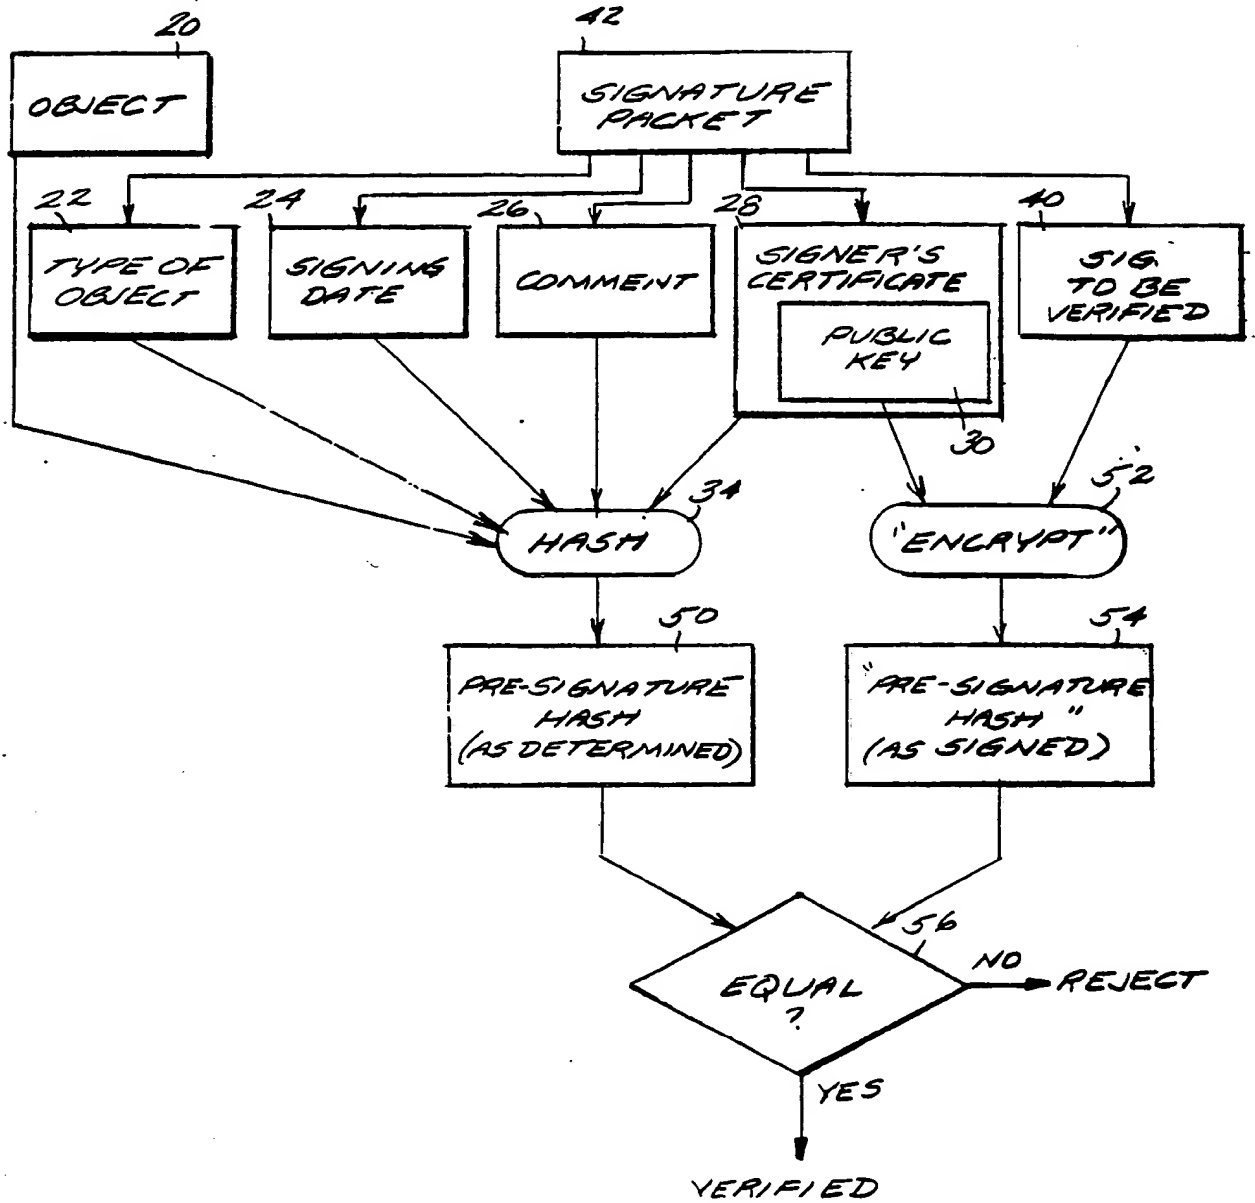 20
OBJECT
42
SIGNATURE
PACKET
22
TYPE OF
OBJECT
24
SIGNING
DATE
26
COMMENT
28
SIGNER'S
CERTIFICATE
PUBLIC
KEY
30
40
SIG.
TO BE
VERIFIED
34
HASH
52
"ENCRYPT"
50
PRE-SIGNATURE
HASH
(AS DETERMINED)
54
"PRE-SIGNATURE
HASH"
(AS SIGNED)
56
EQUAL
?
NO
REJECT
YES
VERIFIED